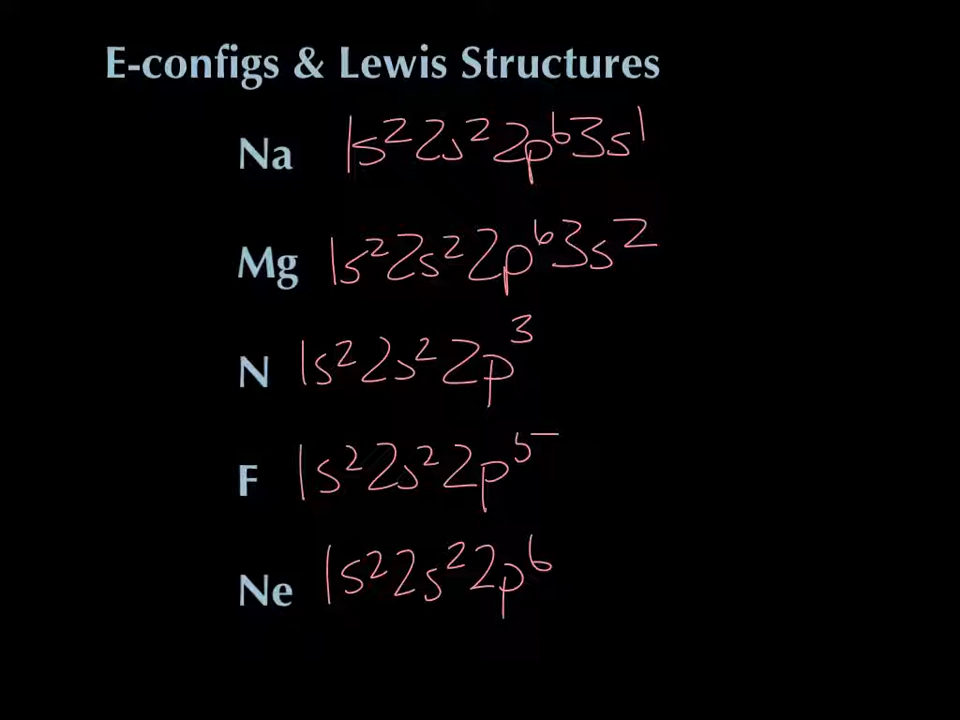 E-configs & Lewis Structures
Na 1s²2s²2p⁶3s¹
Mg 1s²2s²2p⁶3s²
N 1s²2s²2p³
F 1s²2s²2p⁵
Ne 1s²2s²2p⁶